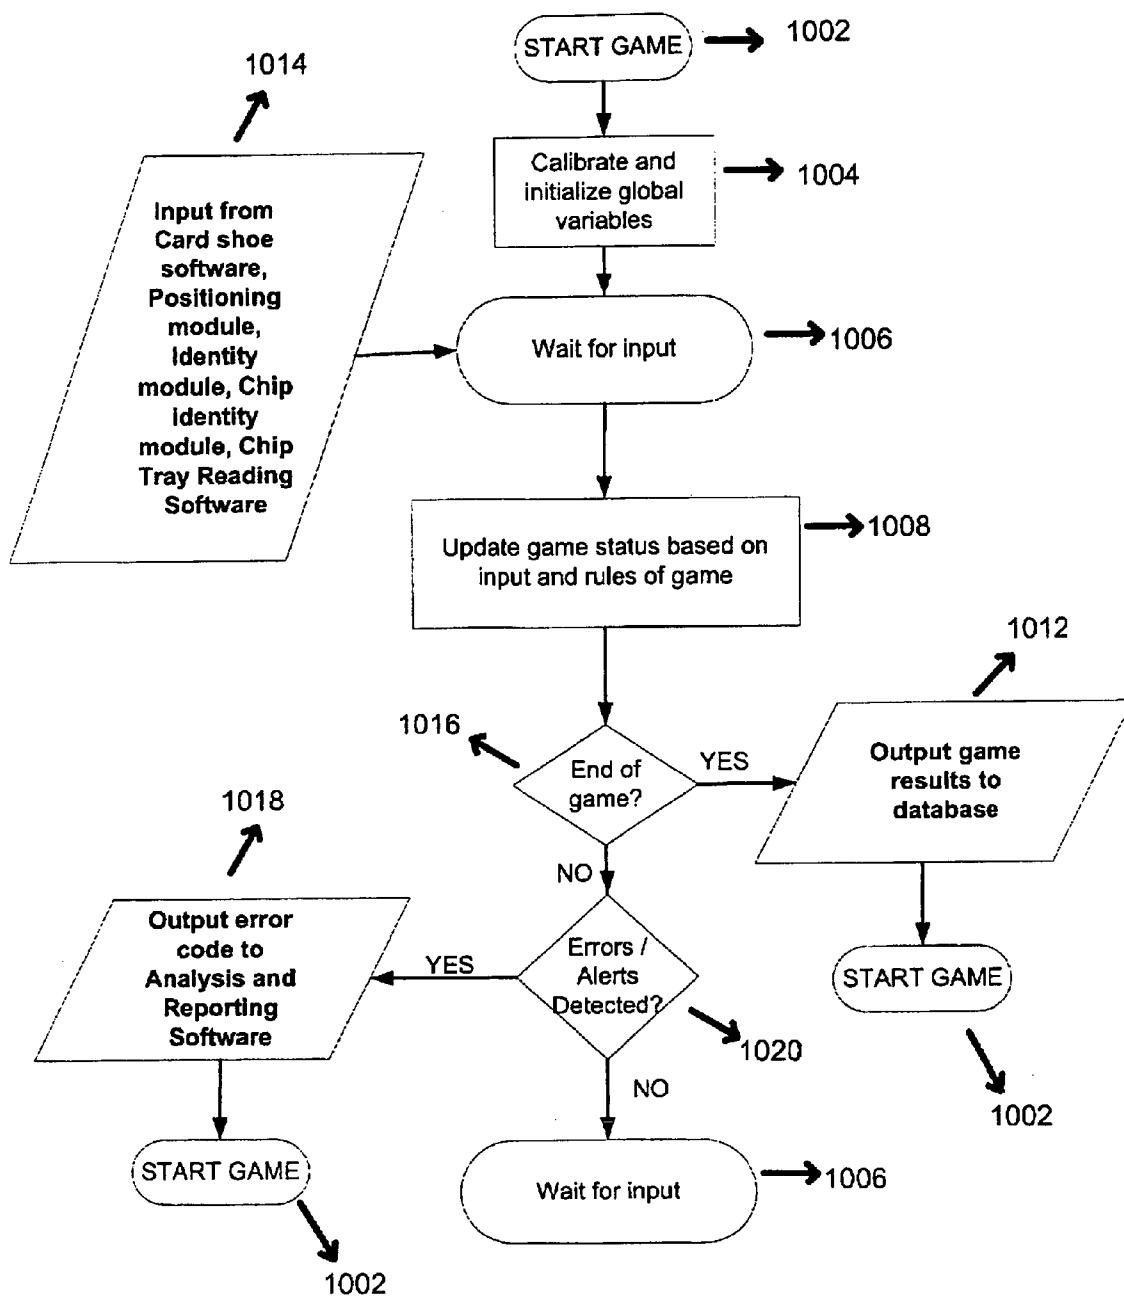 START GAME
1002
1014
Calibrate and
initialize global
variables
1004
Input from
Card shoe
software,
Positioning
module,
Identity
module, Chip
identity
module, Chip
Tray Reading
Software
Wait for input
1006
Update game status based on
input and rules of game
1008
1012
1016
End of
game?
YES
Output game
results to
database
NO
1018
Output error
code to
Analysis and
Reporting
Software
YES
Errors /
Alerts
Detected?
START GAME
1020
1002
NO
START GAME
Wait for input
1006
1002